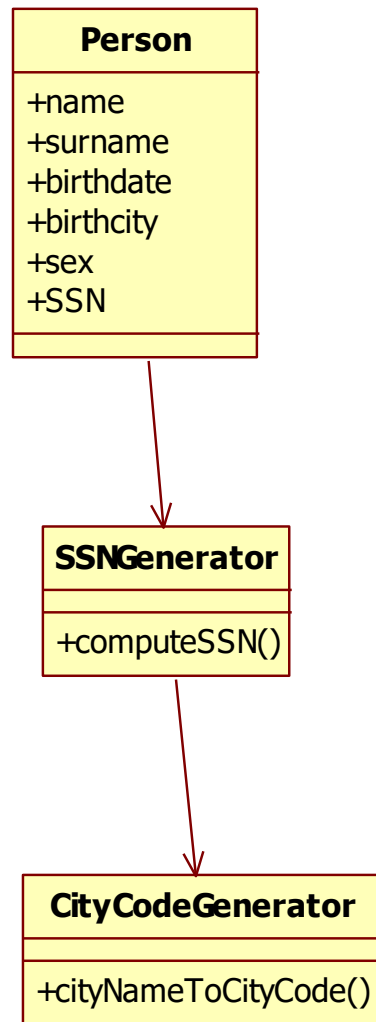 Person
+name
+surname
+birthdate
+birthcity
+sex
+SSN
SSNGenerator
+computeSSN()
CityCodeGenerator
+cityNameToCityCode()